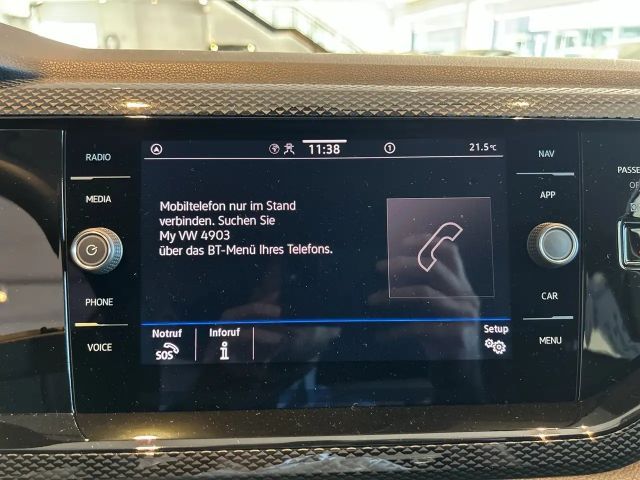 RADIO
MEDIA
PHONE
VOICE
11:38
1
21.5°C
Mobiltelefon nur im Stand
verbinden. Suchen Sie
My VW 4903
über das BT-Menü Ihres Telefons.
Notruf
SOS
Inforuf
i
Setup
NAV
APP
CAR
MENU